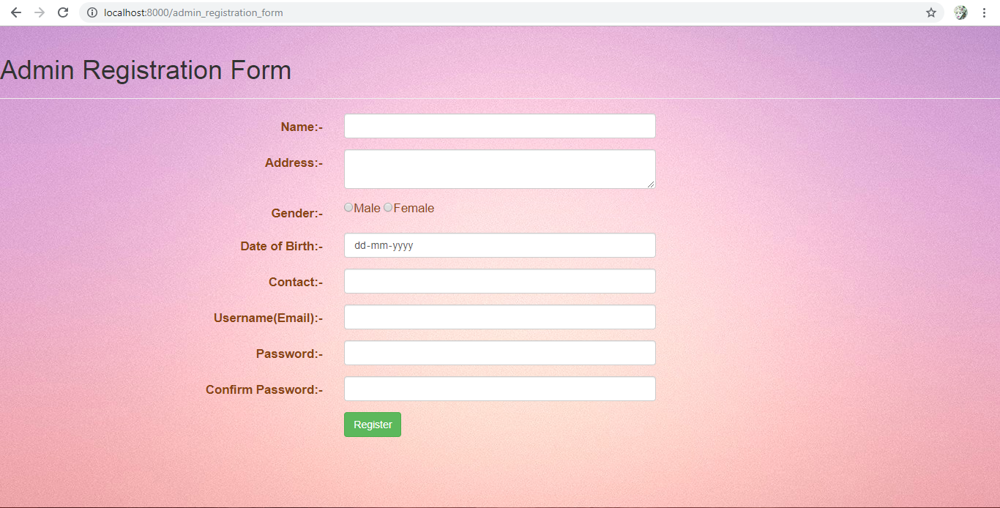 localhost:8000/admin_registration_form
Admin Registration Form
Name:-
Address:-
Gender:- Male Female
Date of Birth:- dd-mm-yyyy
Contact:-
Username(Email):-
Password:-
Confirm Password:-
Register